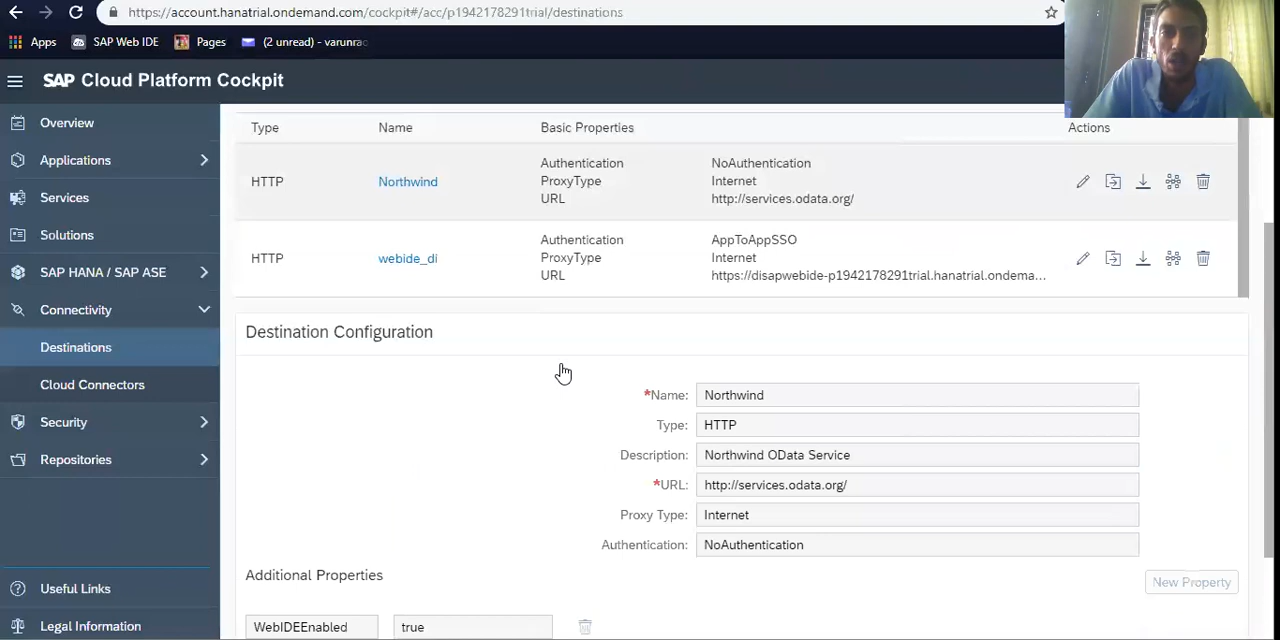 https://account.hanatrial.ondemand.com/cockpit#/acc/p1942178291trial/destinations
Apps SAP Web IDE Pages (2 unread) - varunrac
SAP Cloud Platform Cockpit
Overview
Applications
Services
Solutions
SAP HANA / SAP ASE
Connectivity
Destinations
Cloud Connectors
Security
Repositories
Useful Links
Legal Information
Type Name Basic Properties Actions
HTTP Northwind
Authentication NoAuthentication
ProxyType Internet
URL http://services.odata.org/
HTTP webide_di
Authentication AppToAppSSO
ProxyType Internet
URL https://disapwebide-p1942178291trial.hanatrial.ondema...
Destination Configuration
*Name: Northwind
Type: HTTP
Description: Northwind OData Service
*URL: http://services.odata.org/
Proxy Type: Internet
Authentication: NoAuthentication
Additional Properties
New Property
WebIDEEnabled true